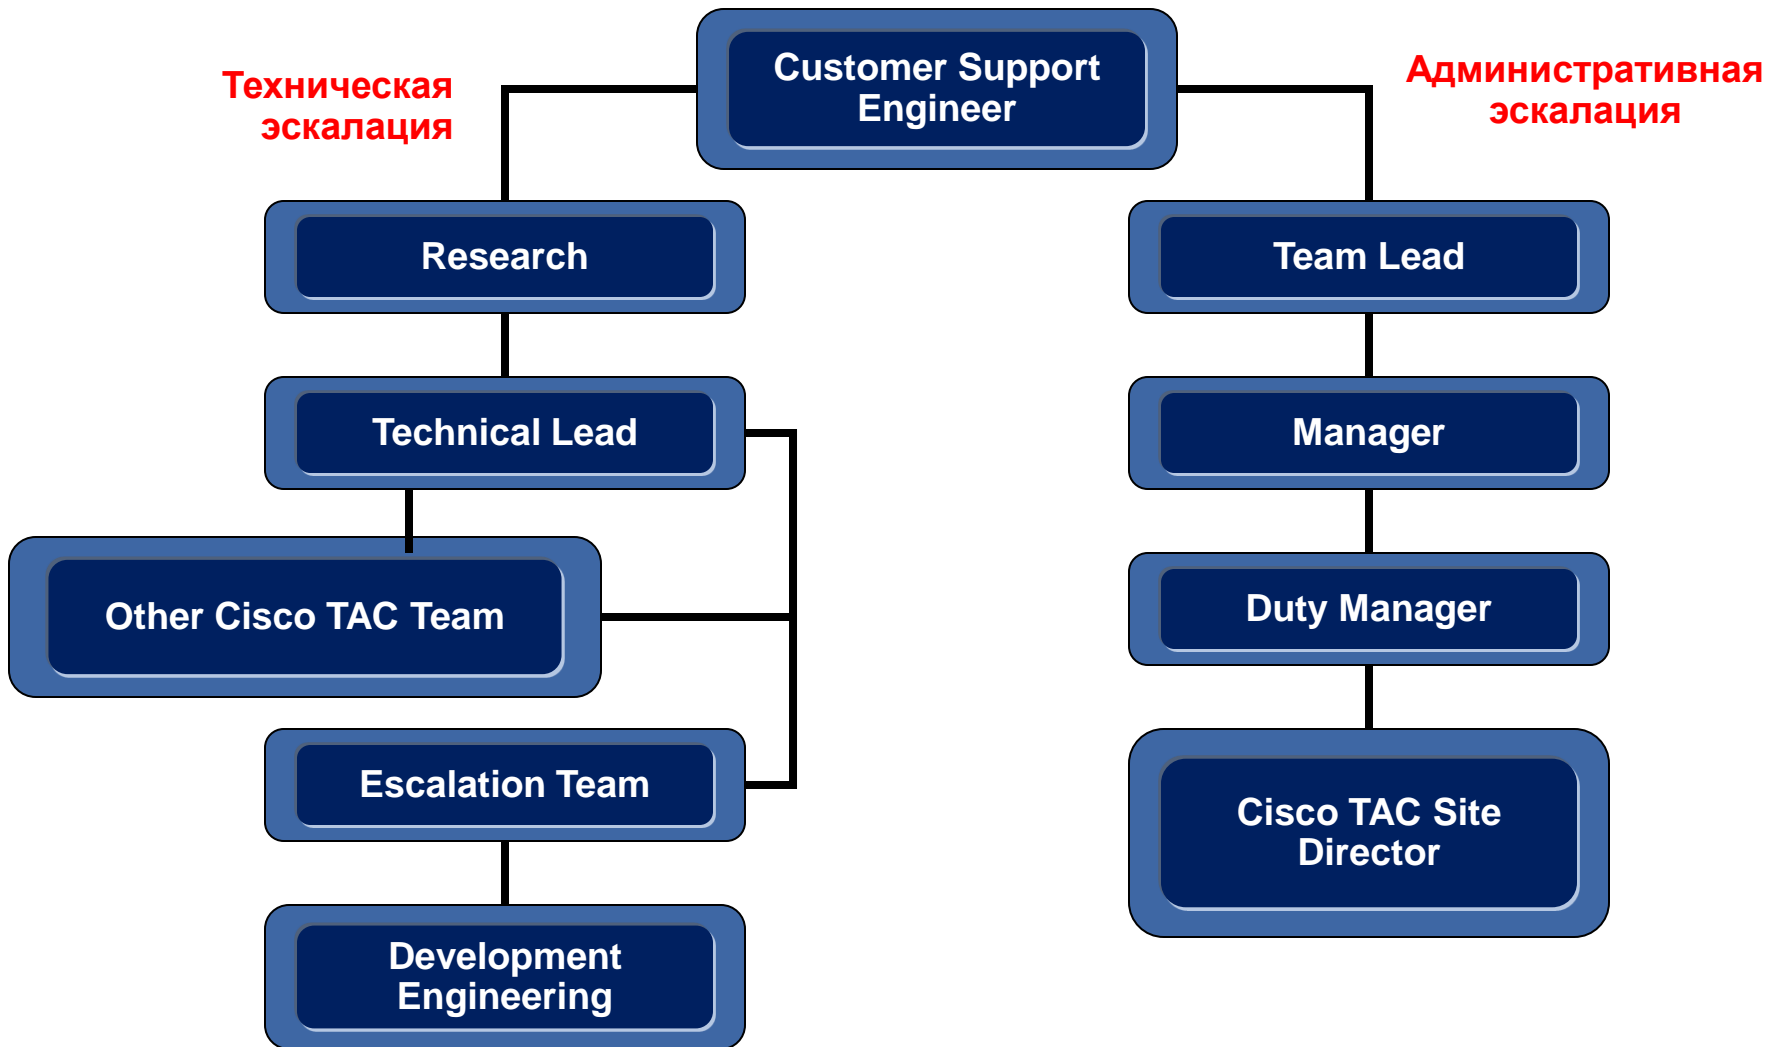 Customer Support
Engineer
Техническая
эскалация
Административная
эскалация
Research
Technical Lead
Other Cisco TAC Team
Escalation Team
Development
Engineering
Team Lead
Manager
Duty Manager
Cisco TAC Site
Director